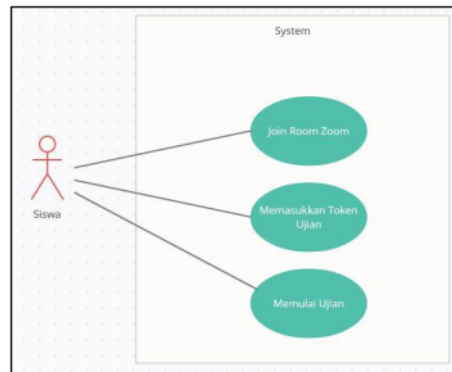 System
Join Room Zoom
Siswa
Memasukkan Token
Ujian
Memulai Ujian